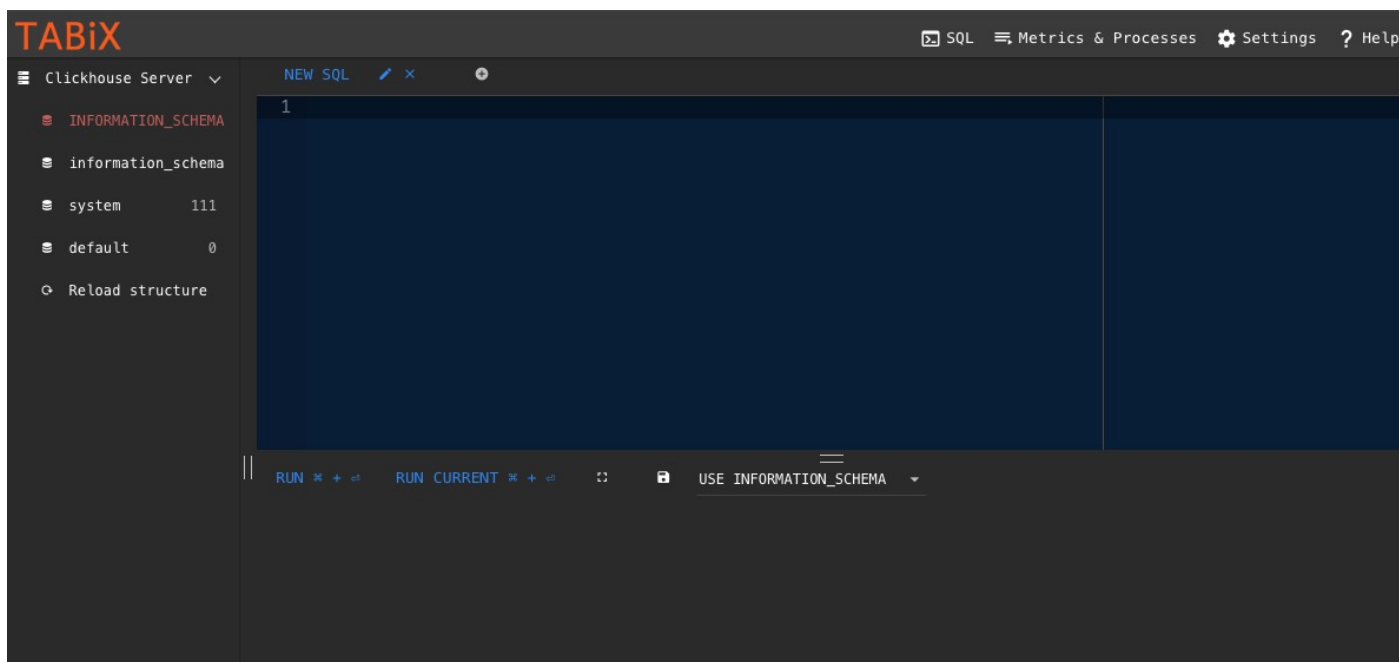 TABiX
SQL Metrics & Processes Settings ? Help
Clickhouse Server
INFORMATION_SCHEMA
information_schema
system 111
default 0
Reload structure
NEW SQL
1
RUN ⌘ + ⏎ RUN CURRENT ⌘ + ⏎ USE INFORMATION_SCHEMA